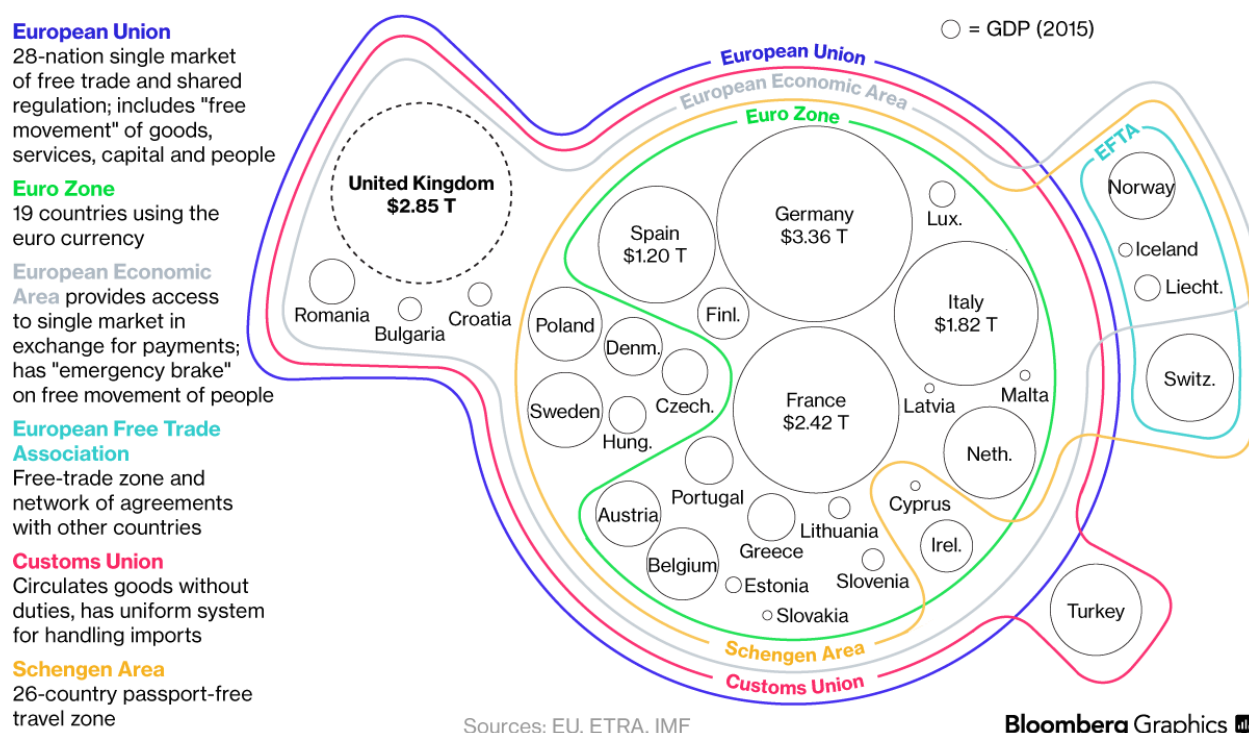 European Union
28-nation single market
of free trade and shared
regulation; includes "free
movement" of goods,
services, capital and people
Euro Zone
19 countries using the
euro currency
European Economic
Area provides access
to single market in
exchange for payments;
has "emergency brake"
on free movement of people
European Free Trade
Association
Free-trade zone and
network of agreements
with other countries
Customs Union
Circulates goods without
duties, has uniform system
for handling imports
Schengen Area
26-country passport-free
travel zone
= GDP (2015)
European Union
European Economic Area
Euro Zone
EFTA
United Kingdom
$2.85 T
Romania
Bulgaria
Croatia
Spain
$1.20 T
Germany
$3.36 T
Lux.
Norway
Iceland
Liecht.
Switz.
Poland
Denm.
Finl.
Italy
$1.82 T
Sweden
Czech.
Hung.
France
$2.42 T
Latvia
Malta
Neth.
Portugal
Cyprus
Austria
Greece
Lithuania
Irel.
Belgium
Estonia
Slovenia
Slovakia
Turkey
Schengen Area
Customs Union
Sources: EU, ETRA, IMF
Bloomberg Graphics